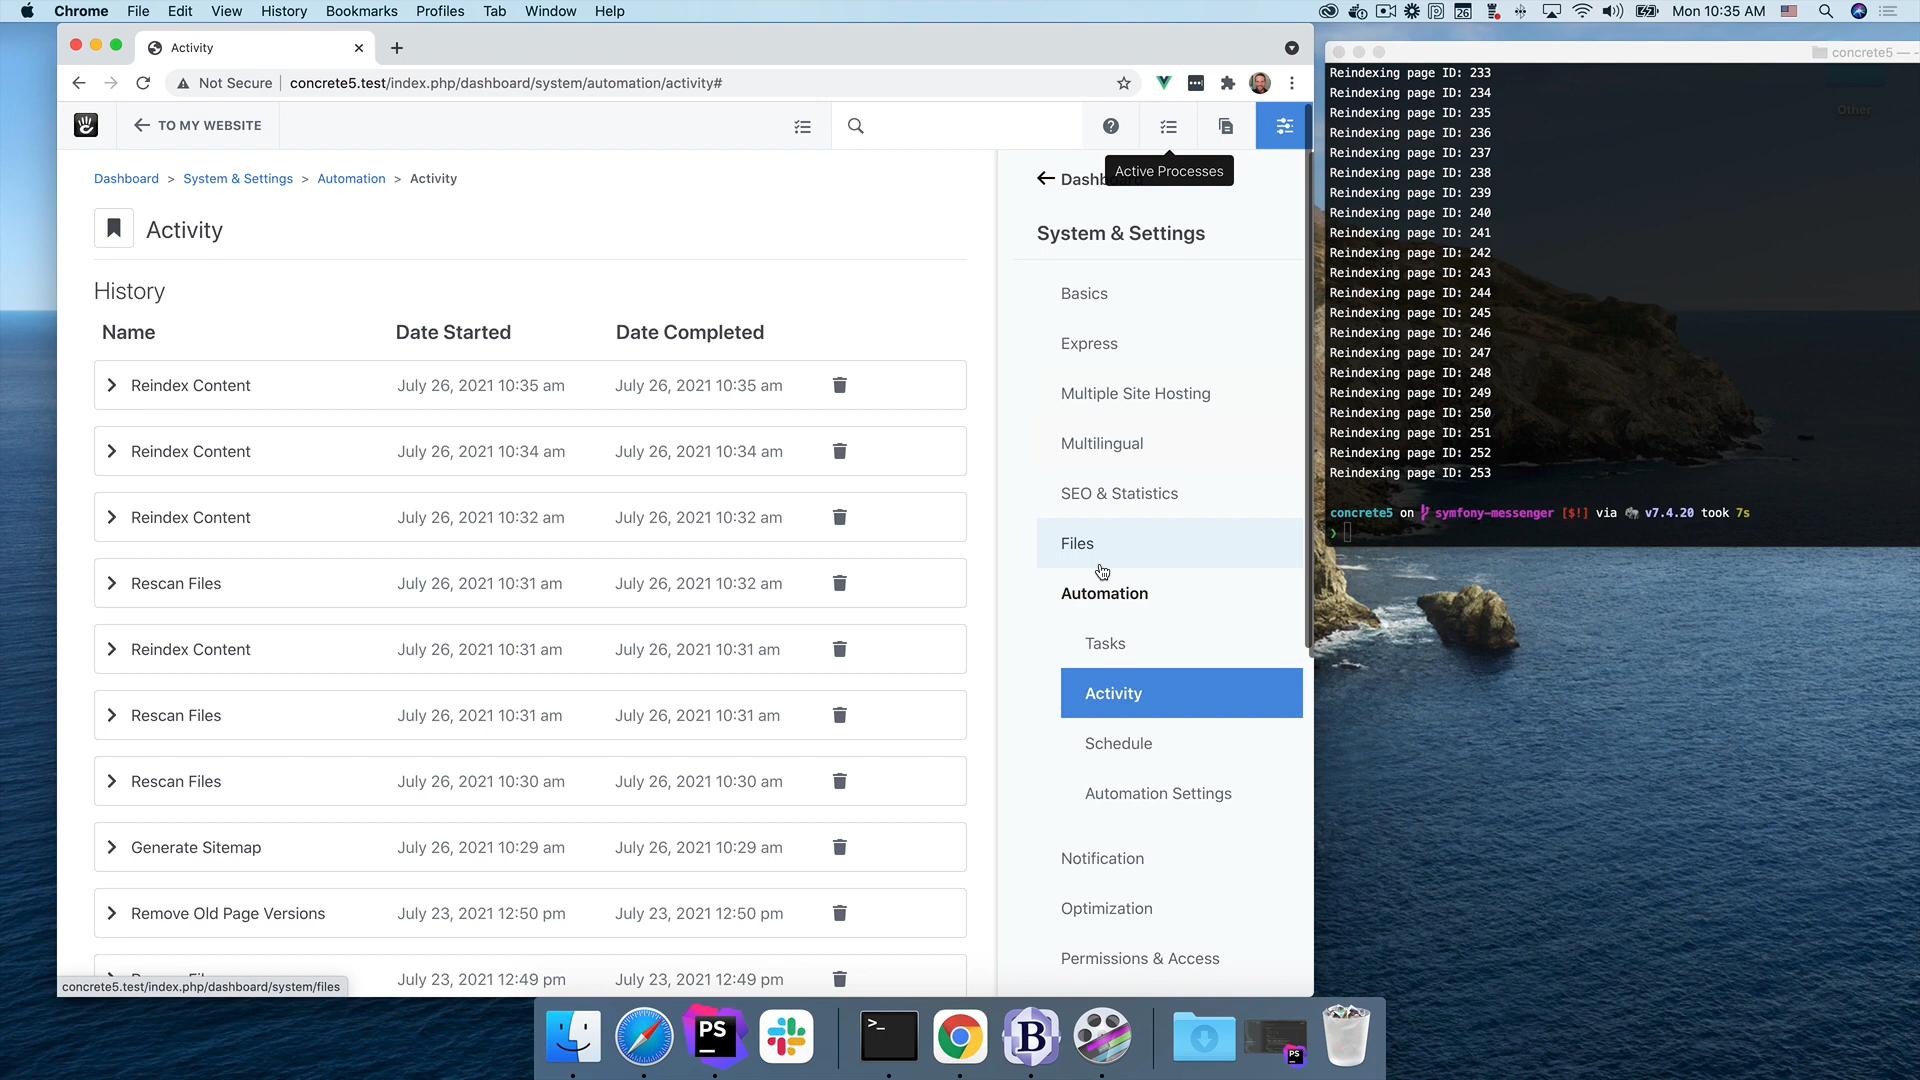 Chrome File Edit View History Bookmarks Profiles Tab Window Help
26 Mon 10:35 AM
Activity
Not Secure concrete5.test/index.php/dashboard/system/automation/activity#
TO MY WEBSITE
Active Processes
Dashboard > System & Settings > Automation > Activity
Activity
History
Name Date Started Date Completed
Reindex Content July 26, 2021 10:35 am July 26, 2021 10:35 am
Reindex Content July 26, 2021 10:34 am July 26, 2021 10:34 am
Reindex Content July 26, 2021 10:32 am July 26, 2021 10:32 am
Rescan Files July 26, 2021 10:31 am July 26, 2021 10:32 am
Reindex Content July 26, 2021 10:31 am July 26, 2021 10:31 am
Rescan Files July 26, 2021 10:31 am July 26, 2021 10:31 am
Rescan Files July 26, 2021 10:30 am July 26, 2021 10:30 am
Generate Sitemap July 26, 2021 10:29 am July 26, 2021 10:29 am
Remove Old Page Versions July 23, 2021 12:50 pm July 23, 2021 12:50 pm
July 23, 2021 12:49 pm July 23, 2021 12:49 pm
concrete5.test/index.php/dashboard/system/files
Dashb
System & Settings
Basics
Express
Multiple Site Hosting
Multilingual
SEO & Statistics
Files
Automation
Tasks
Activity
Schedule
Automation Settings
Notification
Optimization
Permissions & Access
concrete5 — -
Other
Reindexing page ID: 233
Reindexing page ID: 234
Reindexing page ID: 235
Reindexing page ID: 236
Reindexing page ID: 237
Reindexing page ID: 238
Reindexing page ID: 239
Reindexing page ID: 240
Reindexing page ID: 241
Reindexing page ID: 242
Reindexing page ID: 243
Reindexing page ID: 244
Reindexing page ID: 245
Reindexing page ID: 246
Reindexing page ID: 247
Reindexing page ID: 248
Reindexing page ID: 249
Reindexing page ID: 250
Reindexing page ID: 251
Reindexing page ID: 252
Reindexing page ID: 253
concrete5 on symfony-messenger [$!] via v7.4.20 took 7s
❯
PS
>_
B
PS